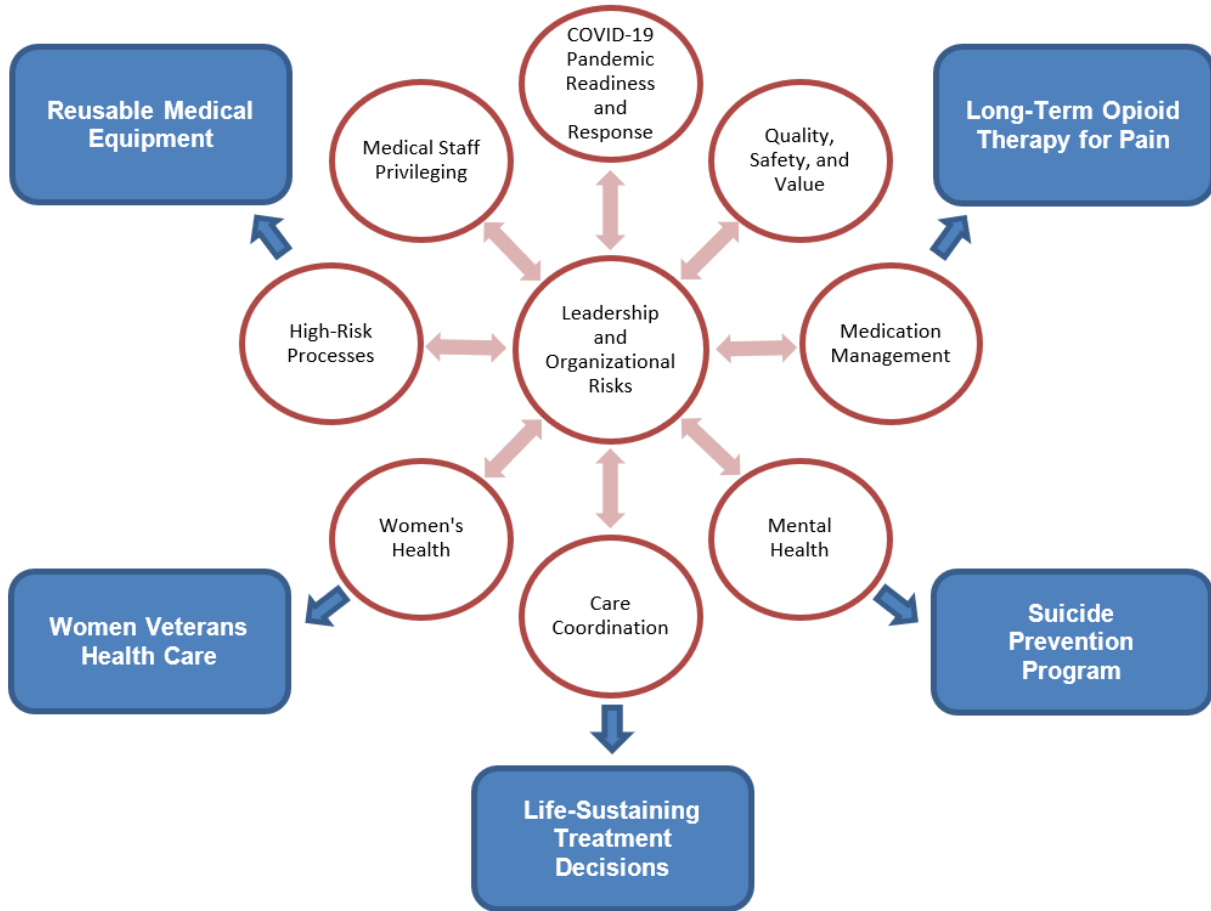 COVID-19
Pandemic
Readiness
and
Response
Reusable Medical
Equipment
Medical Staff
Privileging
Quality,
Safety, and
Value
Long-Term Opioid
Therapy for Pain
High-Risk
Processes
Leadership
and
Organizational
Risks
Medication
Management
Women's
Health
Mental
Health
Care
Coordination
Women Veterans
Health Care
Suicide
Prevention
Program
Life-Sustaining
Treatment
Decisions